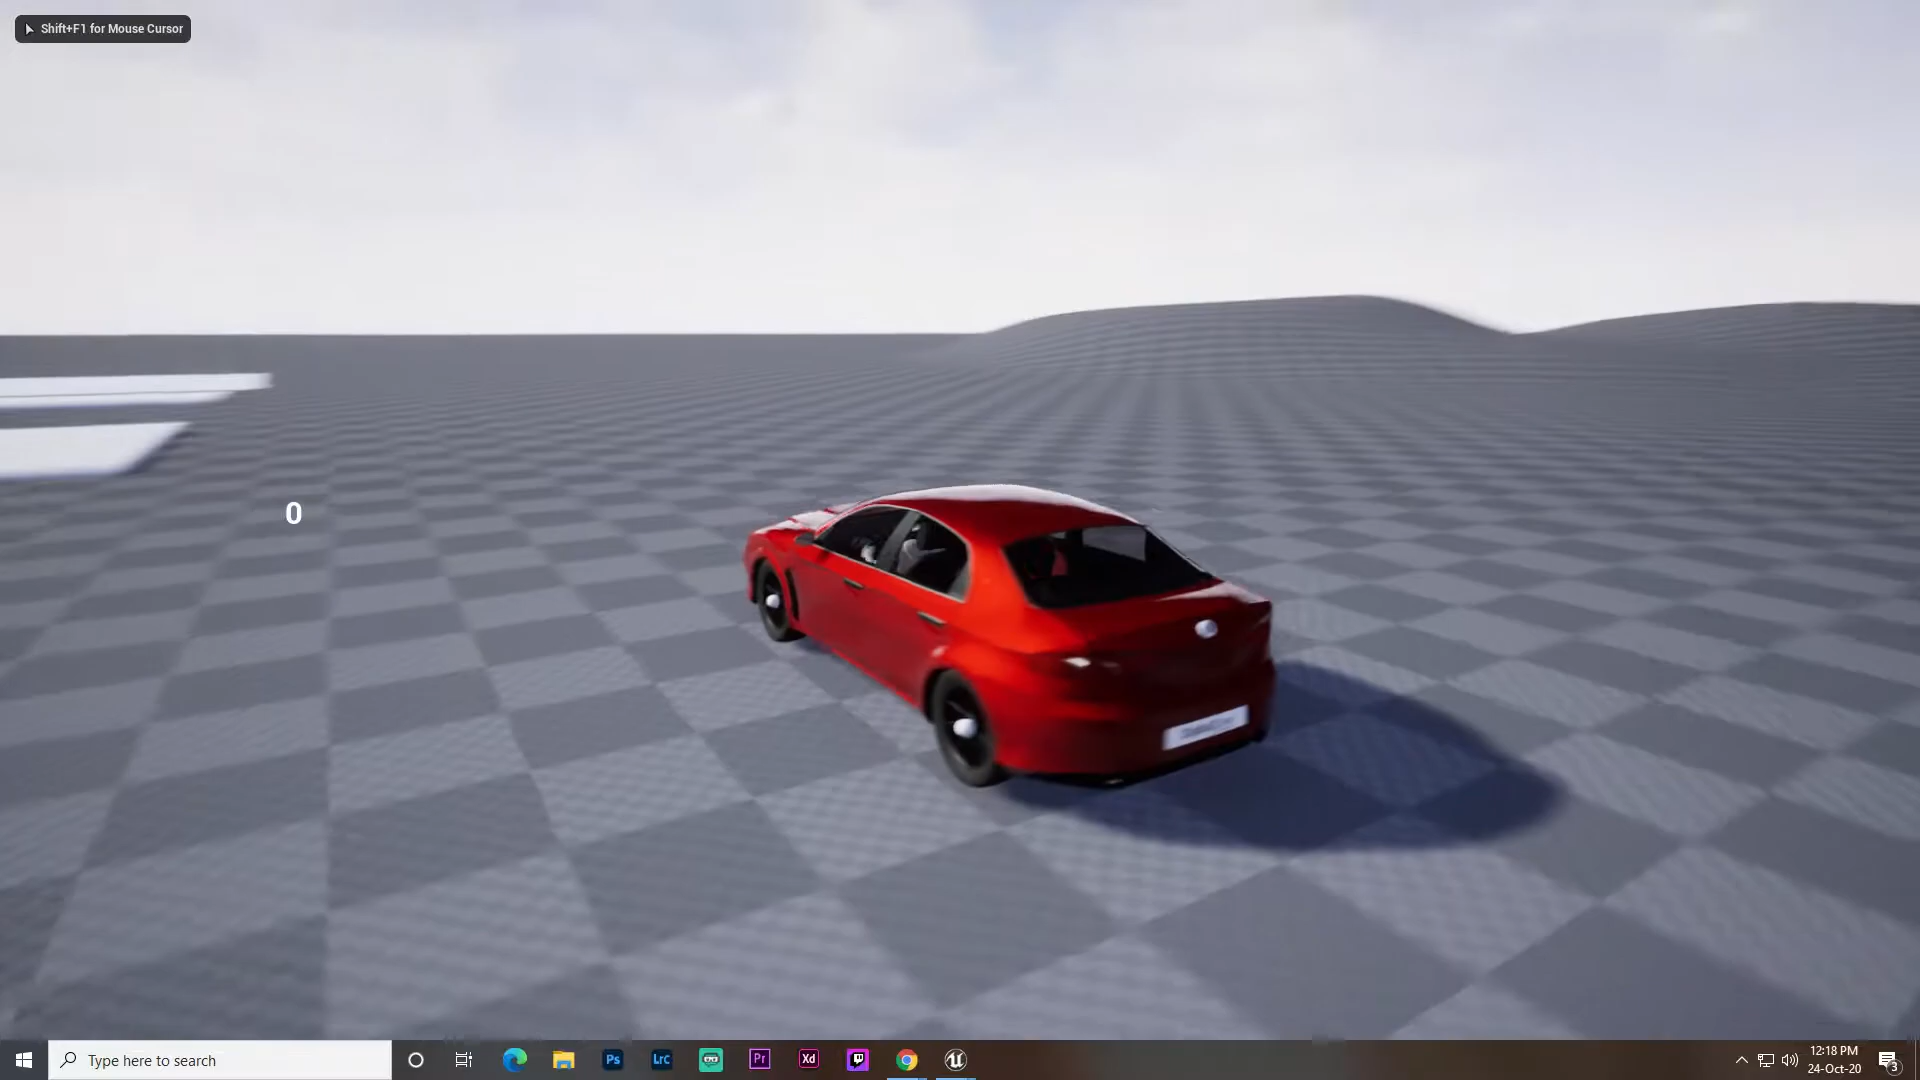 Shift+F1 for Mouse Cursor
0
Type here to search
Ps
LrC
Pr
Xd
12:18 PM
24-Oct-20
3